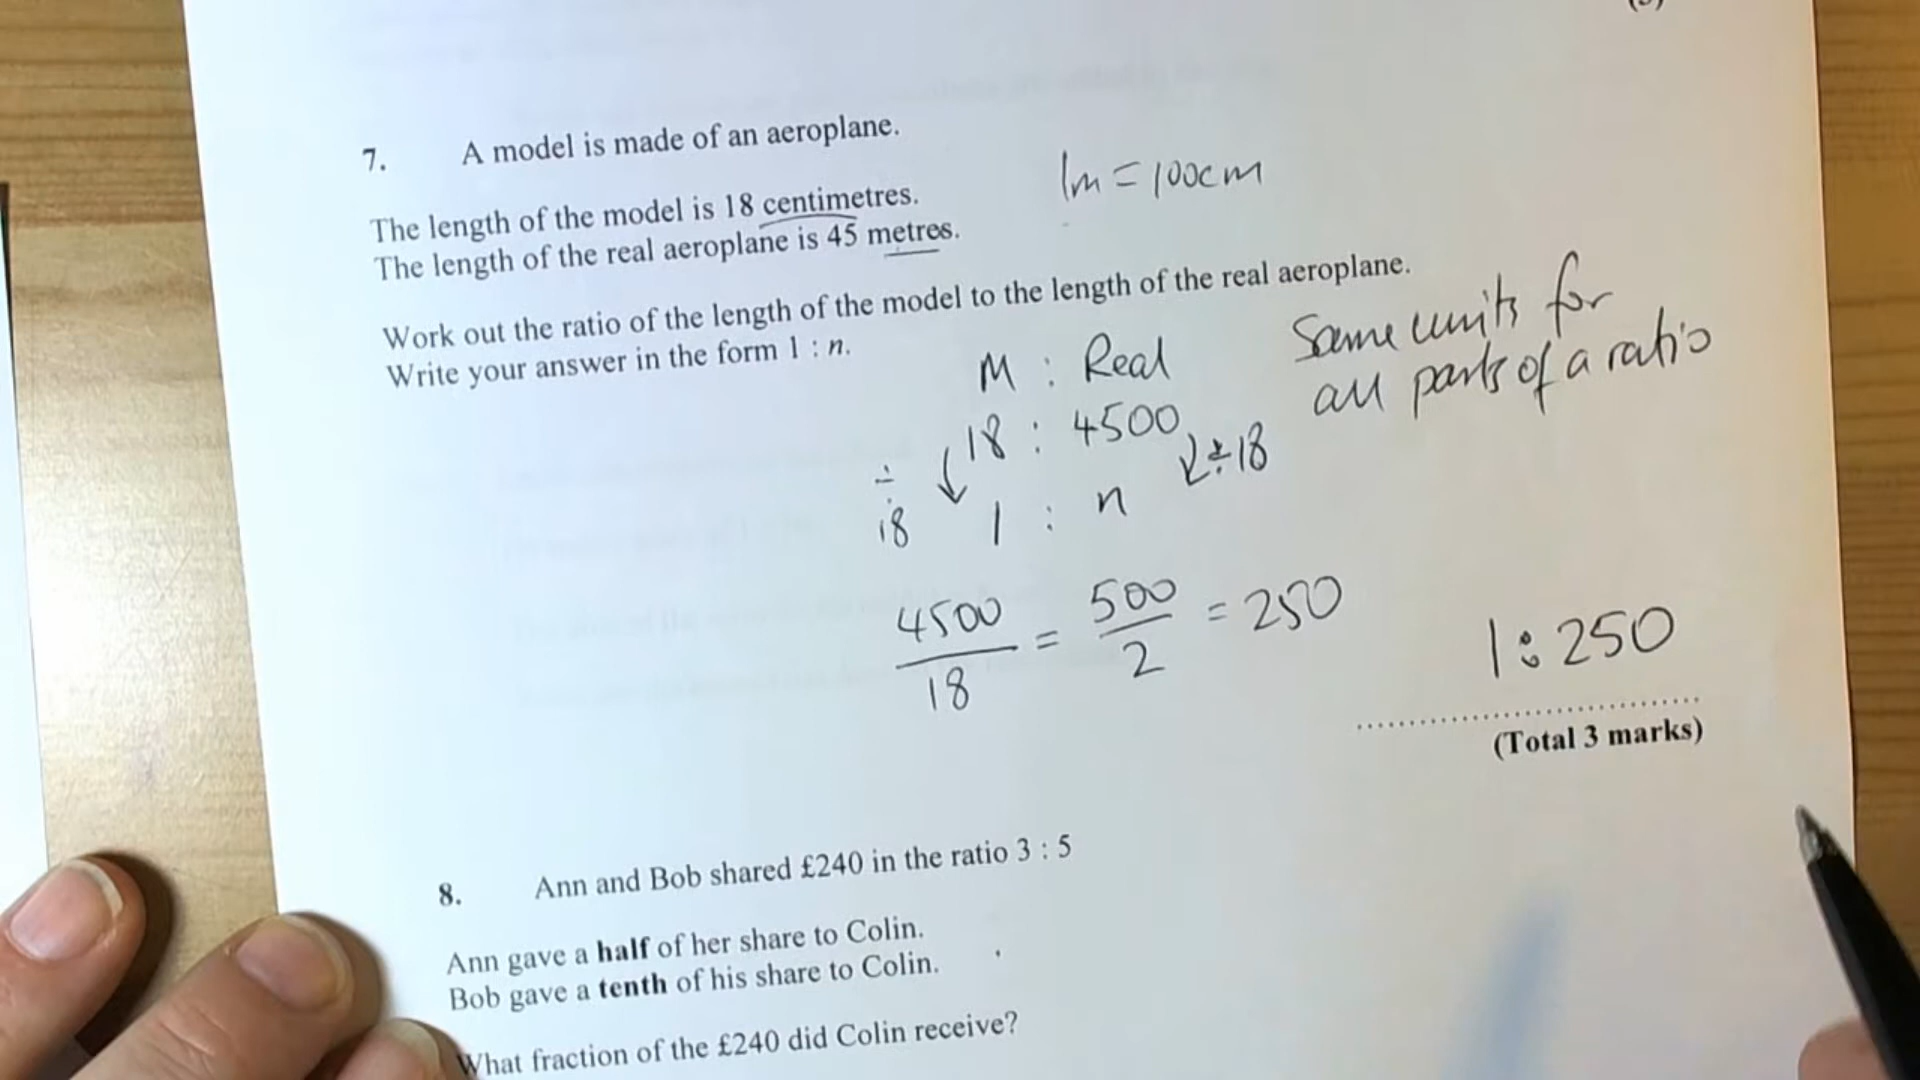 7. A model is made of an aeroplane.
1m = 100cm
The length of the model is 18 centimetres.
The length of the real aeroplane is 45 metres.
Work out the ratio of the length of the model to the length of the real aeroplane.
Write your answer in the form 1 : n.
Same units for
all parts of a ratio
M : Real
18 : 4500
÷ 18
÷18
1 : n
4500/18 = 500/2 = 250
1 : 250
(Total 3 marks)
8. Ann and Bob shared £240 in the ratio 3 : 5
Ann gave a half of her share to Colin.
Bob gave a tenth of his share to Colin.
What fraction of the £240 did Colin receive?